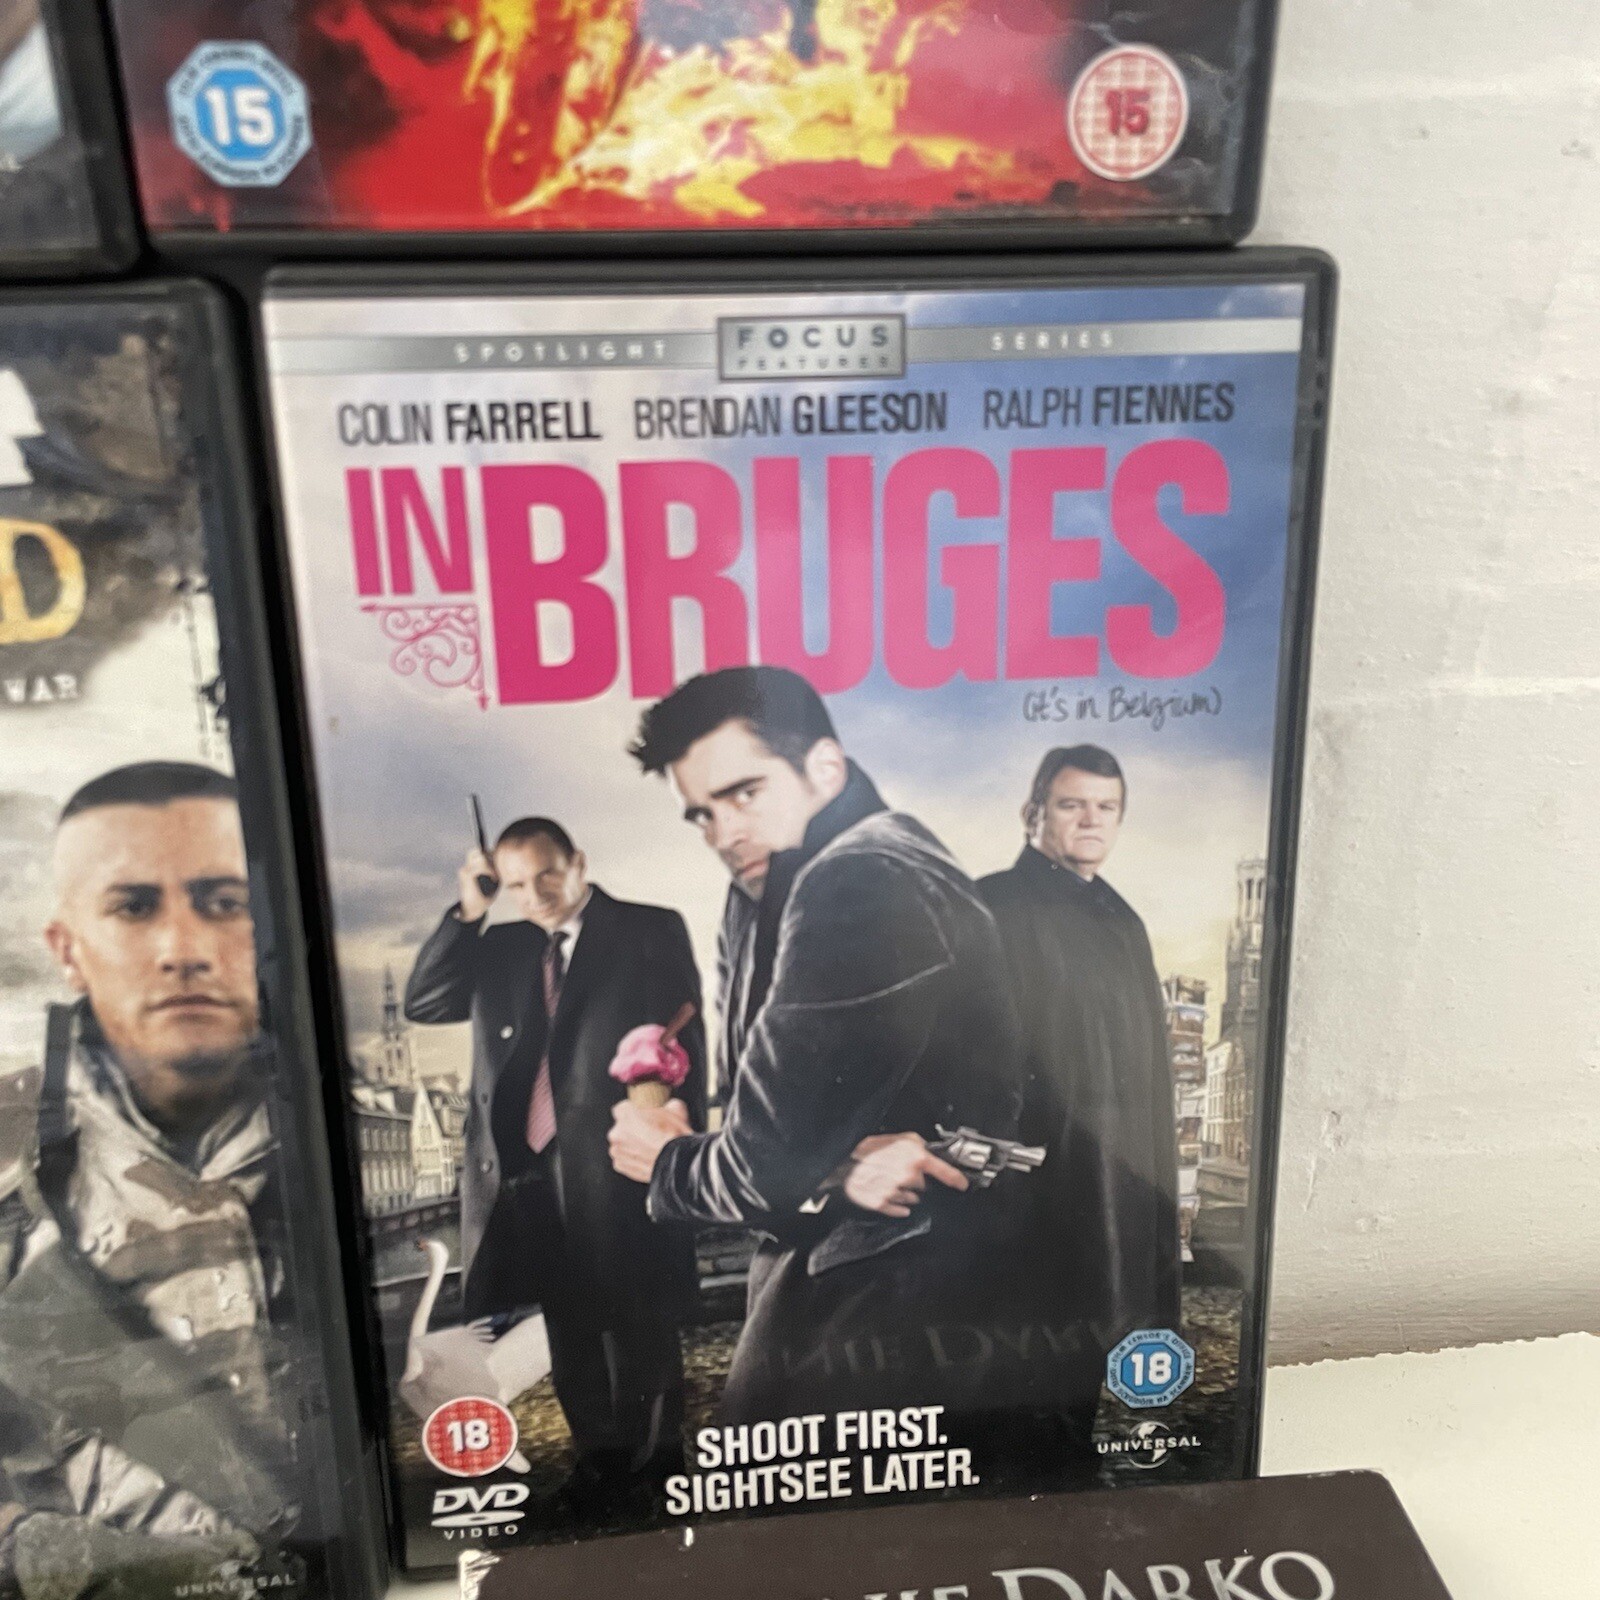 15
15
SPOTLIGHT FOCUS FEATURES SERIES
COLIN FARRELL BRENDAN GLEESON RALPH FIENNES
IN BRUGES
(it's in Belgium)
D
WAR
18
18
SHOOT FIRST.
SIGHTSEE LATER.
DVD
VIDEO
UNIVERSAL
UNIVERSAL
DARKO